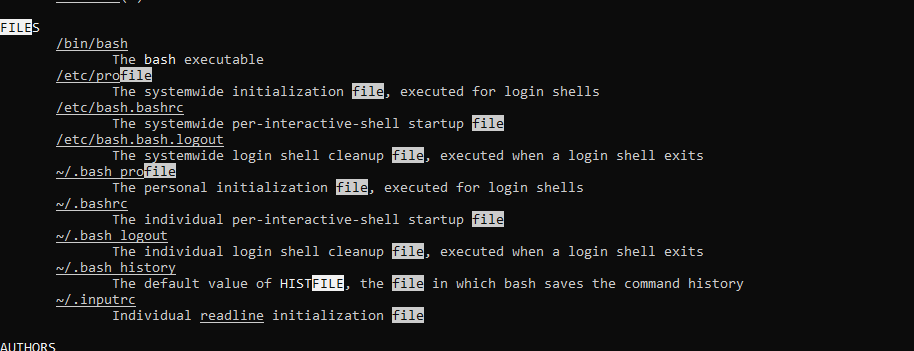 FILES
/bin/bash
The bash executable
/etc/profile
The systemwide initialization file, executed for login shells
/etc/bash.bashrc
The systemwide per-interactive-shell startup file
/etc/bash.bash.logout
The systemwide login shell cleanup file, executed when a login shell exits
~/.bash_profile
The personal initialization file, executed for login shells
~/.bashrc
The individual per-interactive-shell startup file
~/.bash_logout
The individual login shell cleanup file, executed when a login shell exits
~/.bash_history
The default value of HISTFILE, the file in which bash saves the command history
~/.inputrc
Individual readline initialization file
AUTHORS